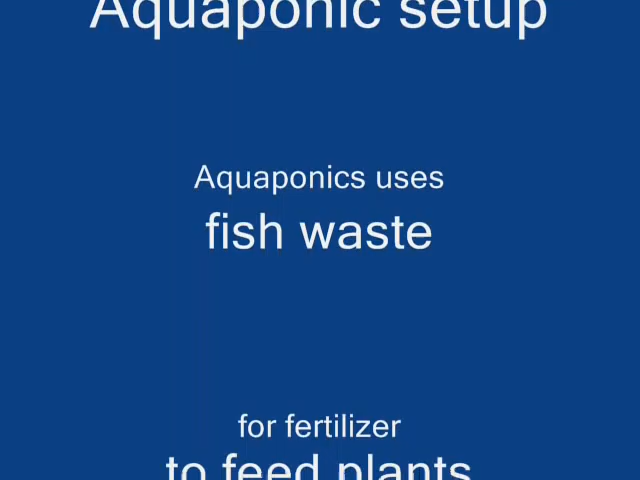 Aquaponic setup
Aquaponics uses
fish waste
for fertilizer
to feed plants